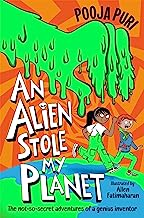 POOJA PURI
AN
ALIEN
STOLE
MY
PLANET
Illustrated by
Allen
Fatimaharan
The not-so-secret adventures of a genius inventor